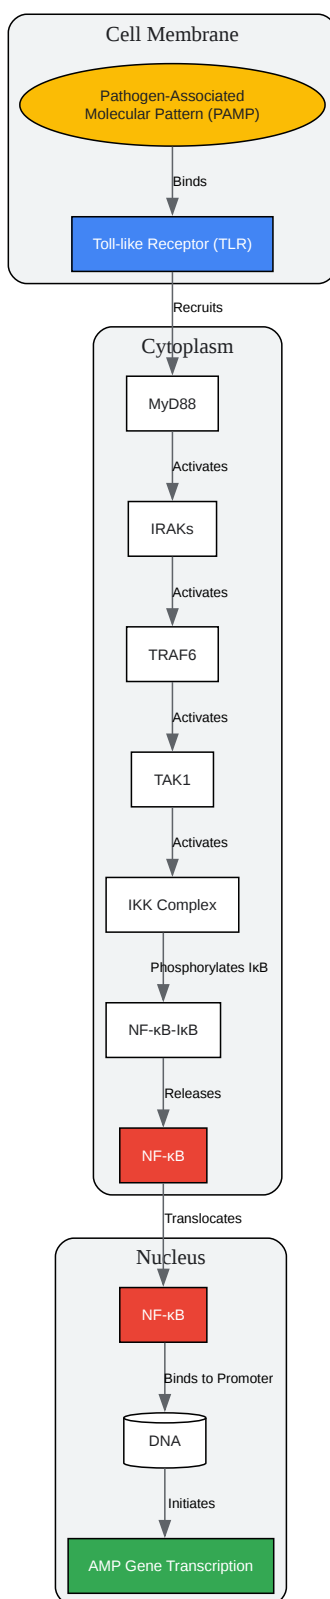 Cell Membrane
Pathogen-Associated
Molecular Pattern (PAMP)
Binds
Toll-like Receptor (TLR)
Recruits
Cytoplasm
MyD88
Activates
IRAKs
Activates
TRAF6
Activates
TAK1
Activates
IKK Complex
Phosphorylates IκB
NF-κB-IκB
Releases
NF-κB
Translocates
Nucleus
NF-κB
Binds to Promoter
DNA
Initiates
AMP Gene Transcription